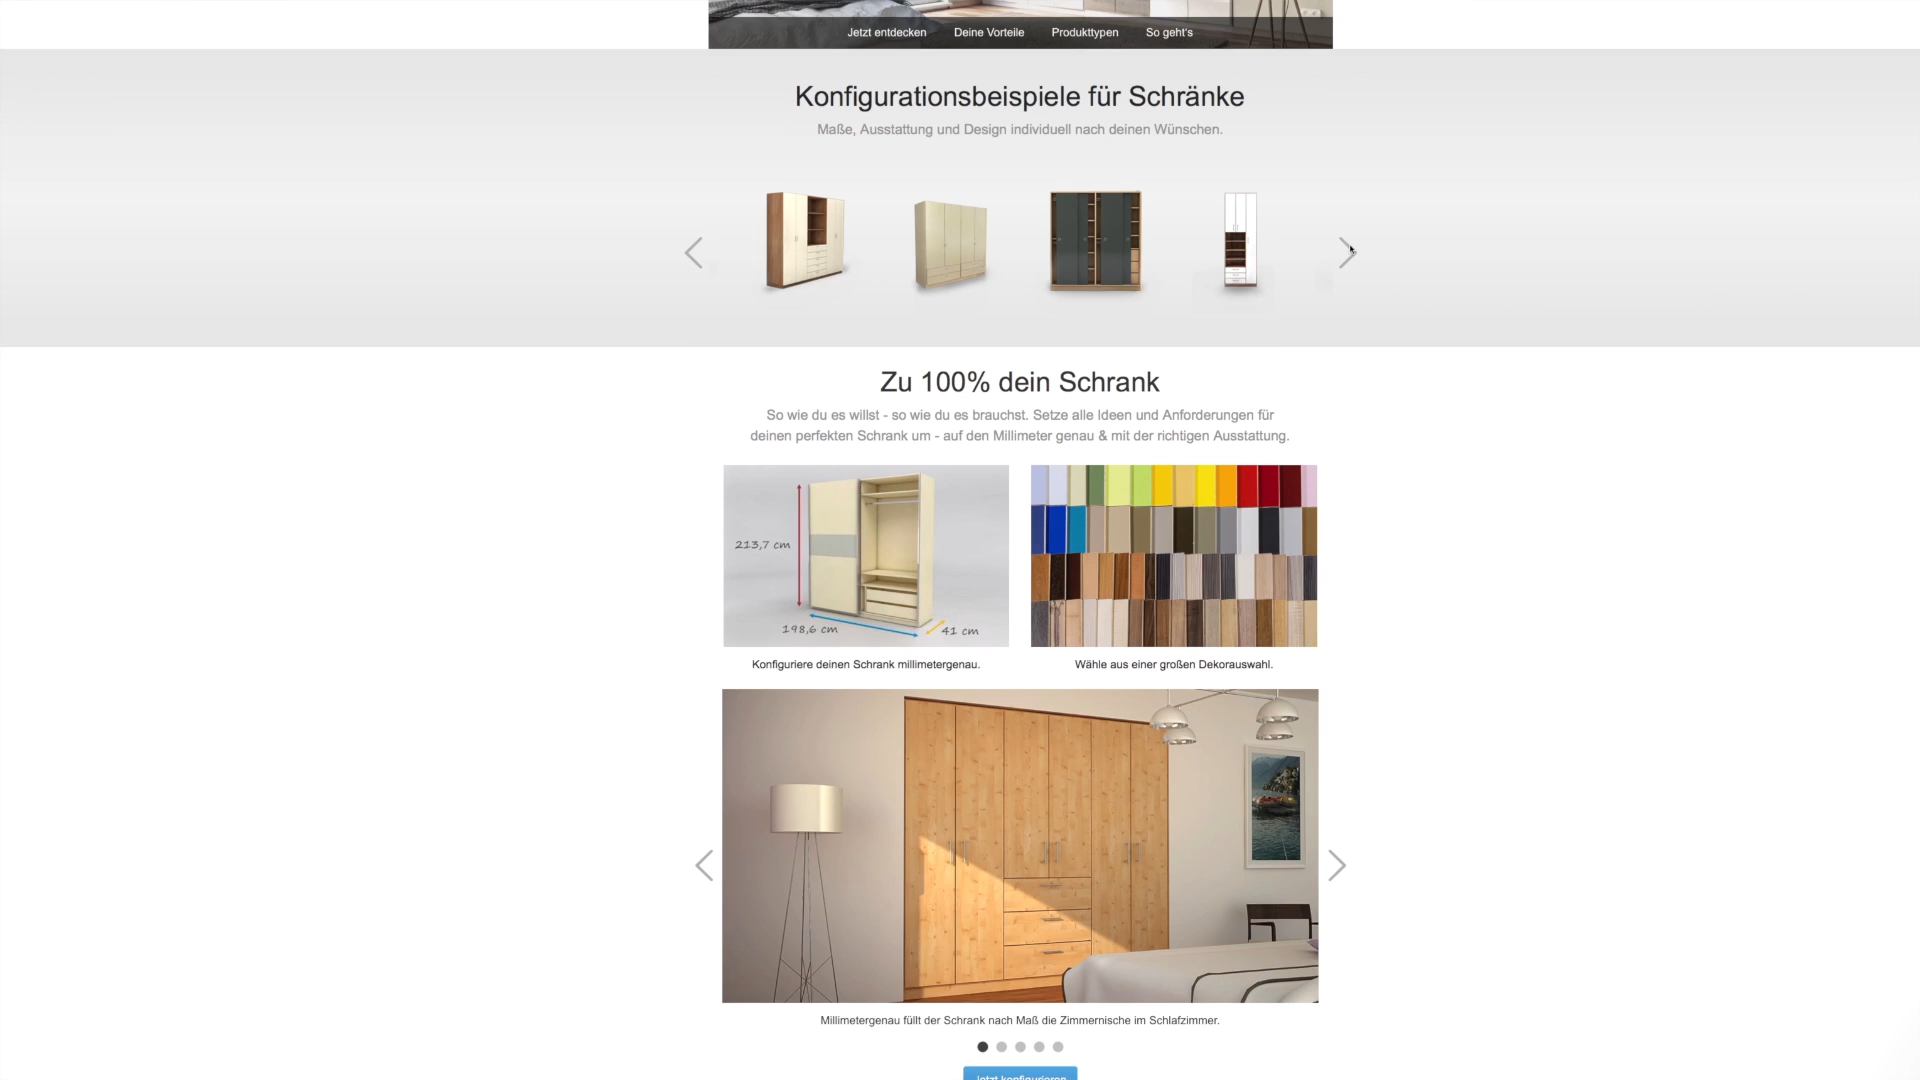 Jetzt entdecken Deine Vorteile Produkttypen So geht's
Konfigurationsbeispiele für Schränke
Maße, Ausstattung und Design individuell nach deinen Wünschen.
Zu 100% dein Schrank
So wie du es willst - so wie du es brauchst. Setze alle Ideen und Anforderungen für
deinen perfekten Schrank um - auf den Millimeter genau & mit der richtigen Ausstattung.
213,7 cm
198,6 cm
41 cm
Konfiguriere deinen Schrank millimetergenau.
Wähle aus einer großen Dekorauswahl.
Millimetergenau füllt der Schrank nach Maß die Zimmernische im Schlafzimmer.
Jetzt konfigurieren